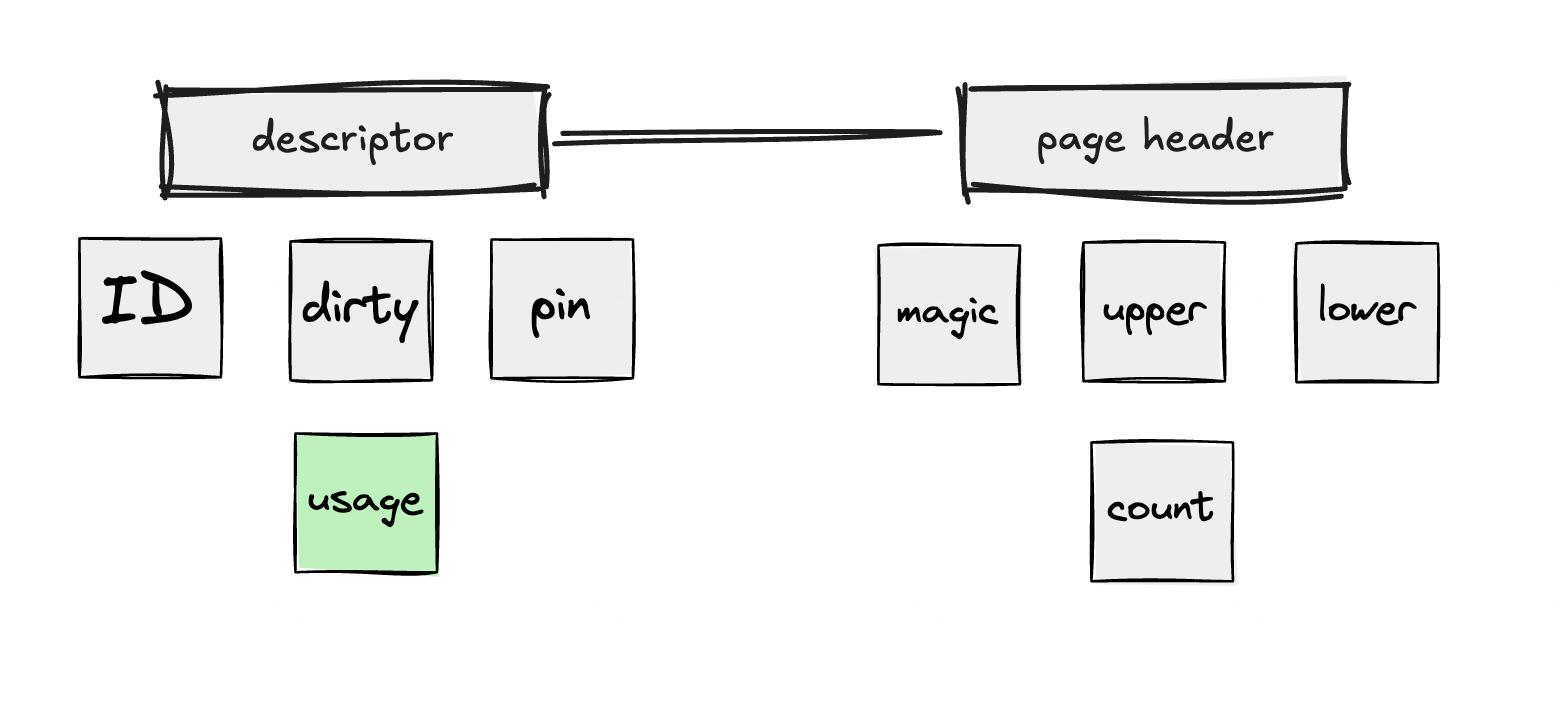 descriptor
page header
ID
dirty
pin
magic
upper
lower
usage
count